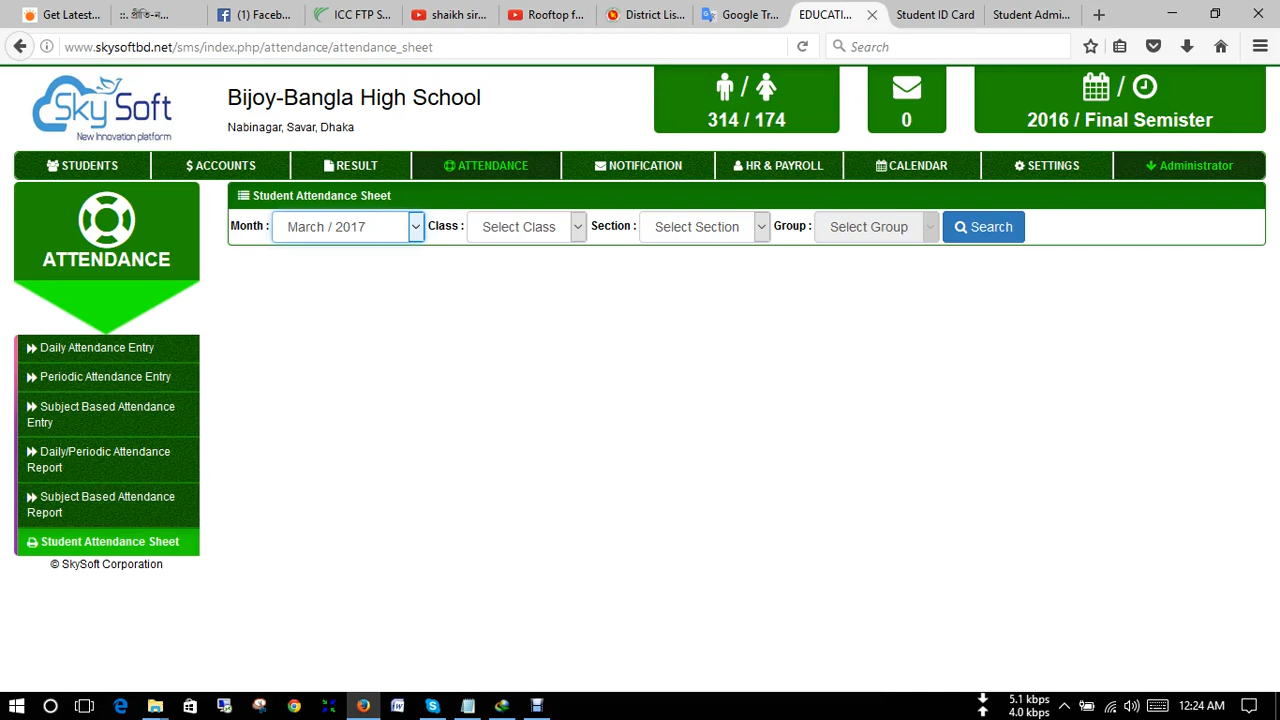 Get Latest...
::. প্রীতি-ন...
(1) Faceb...
ICC FTP S...
shaikh sir...
Rooftop f...
District Lis...
Google Tr...
EDUCATI...
Student ID Card
Student Admi...
www.skysoftbd.net/sms/index.php/attendance/attendance_sheet
Search
Sky Soft
New Innovation platform
Bijoy-Bangla High School
Nabinagar, Savar, Dhaka
/
314 / 174
0
/
2016 / Final Semister
STUDENTS
$ ACCOUNTS
RESULT
ATTENDANCE
NOTIFICATION
HR & PAYROLL
CALENDAR
SETTINGS
Administrator
ATTENDANCE
Student Attendance Sheet
Month : March / 2017 Class : Select Class Section : Select Section Group : Select Group Search
Daily Attendance Entry
Periodic Attendance Entry
Subject Based Attendance
Entry
Daily/Periodic Attendance
Report
Subject Based Attendance
Report
Student Attendance Sheet
© SkySoft Corporation
5.1 kbps
4.0 kbps
12:24 AM